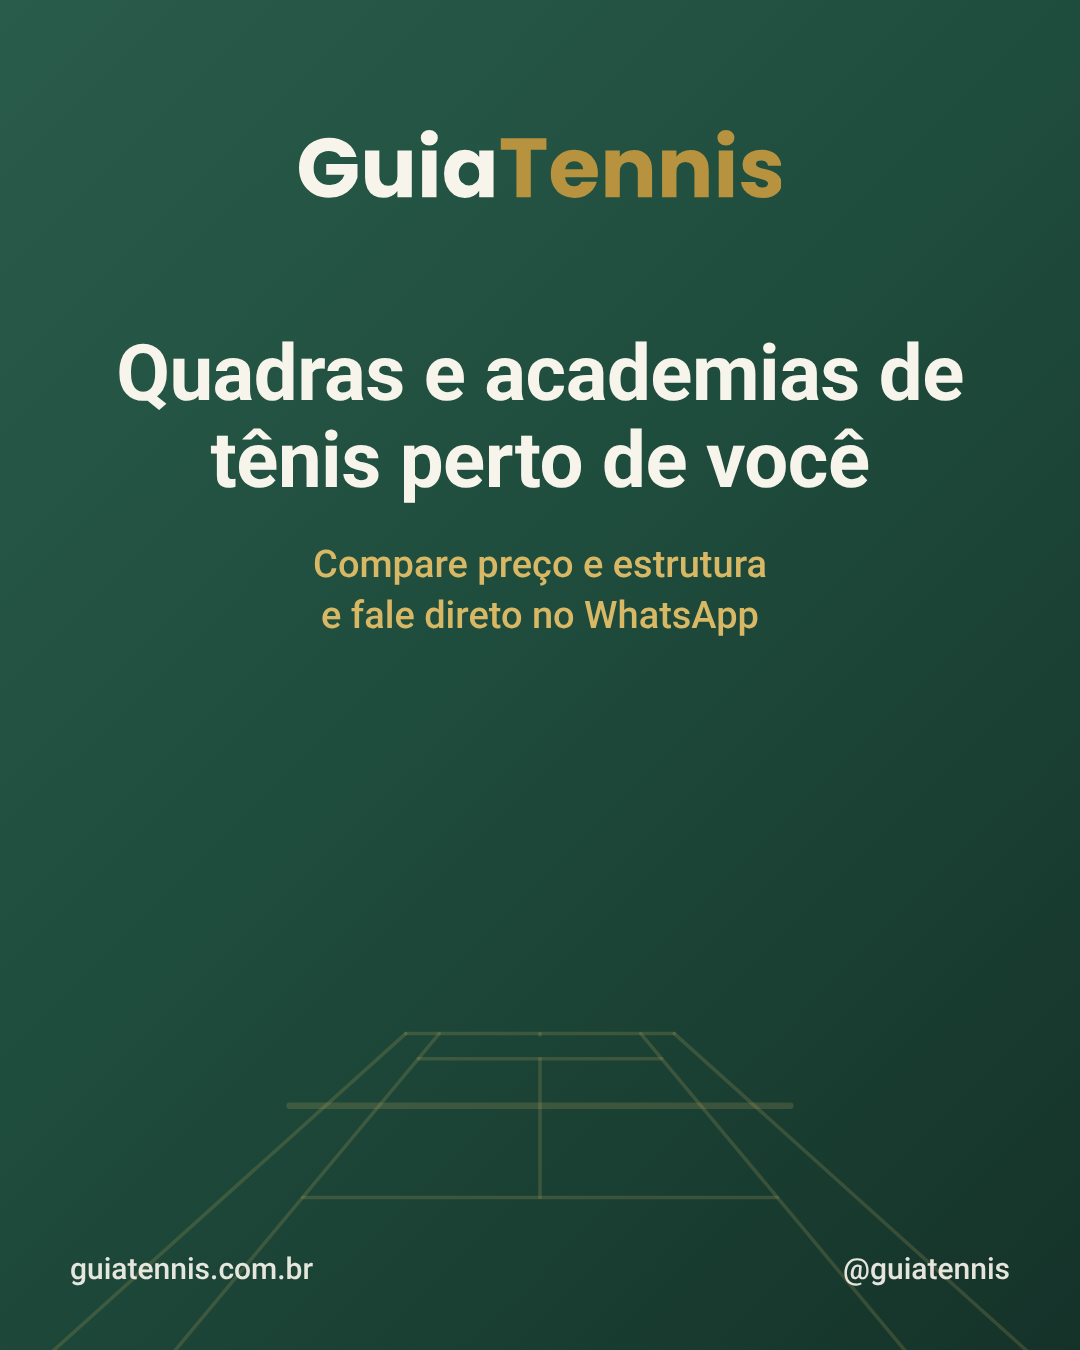 GuiaTennis
Quadras e academias de
tênis perto de você
Compare preço e estrutura
e fale direto no WhatsApp
guiatennis.com.br
@guiatennis